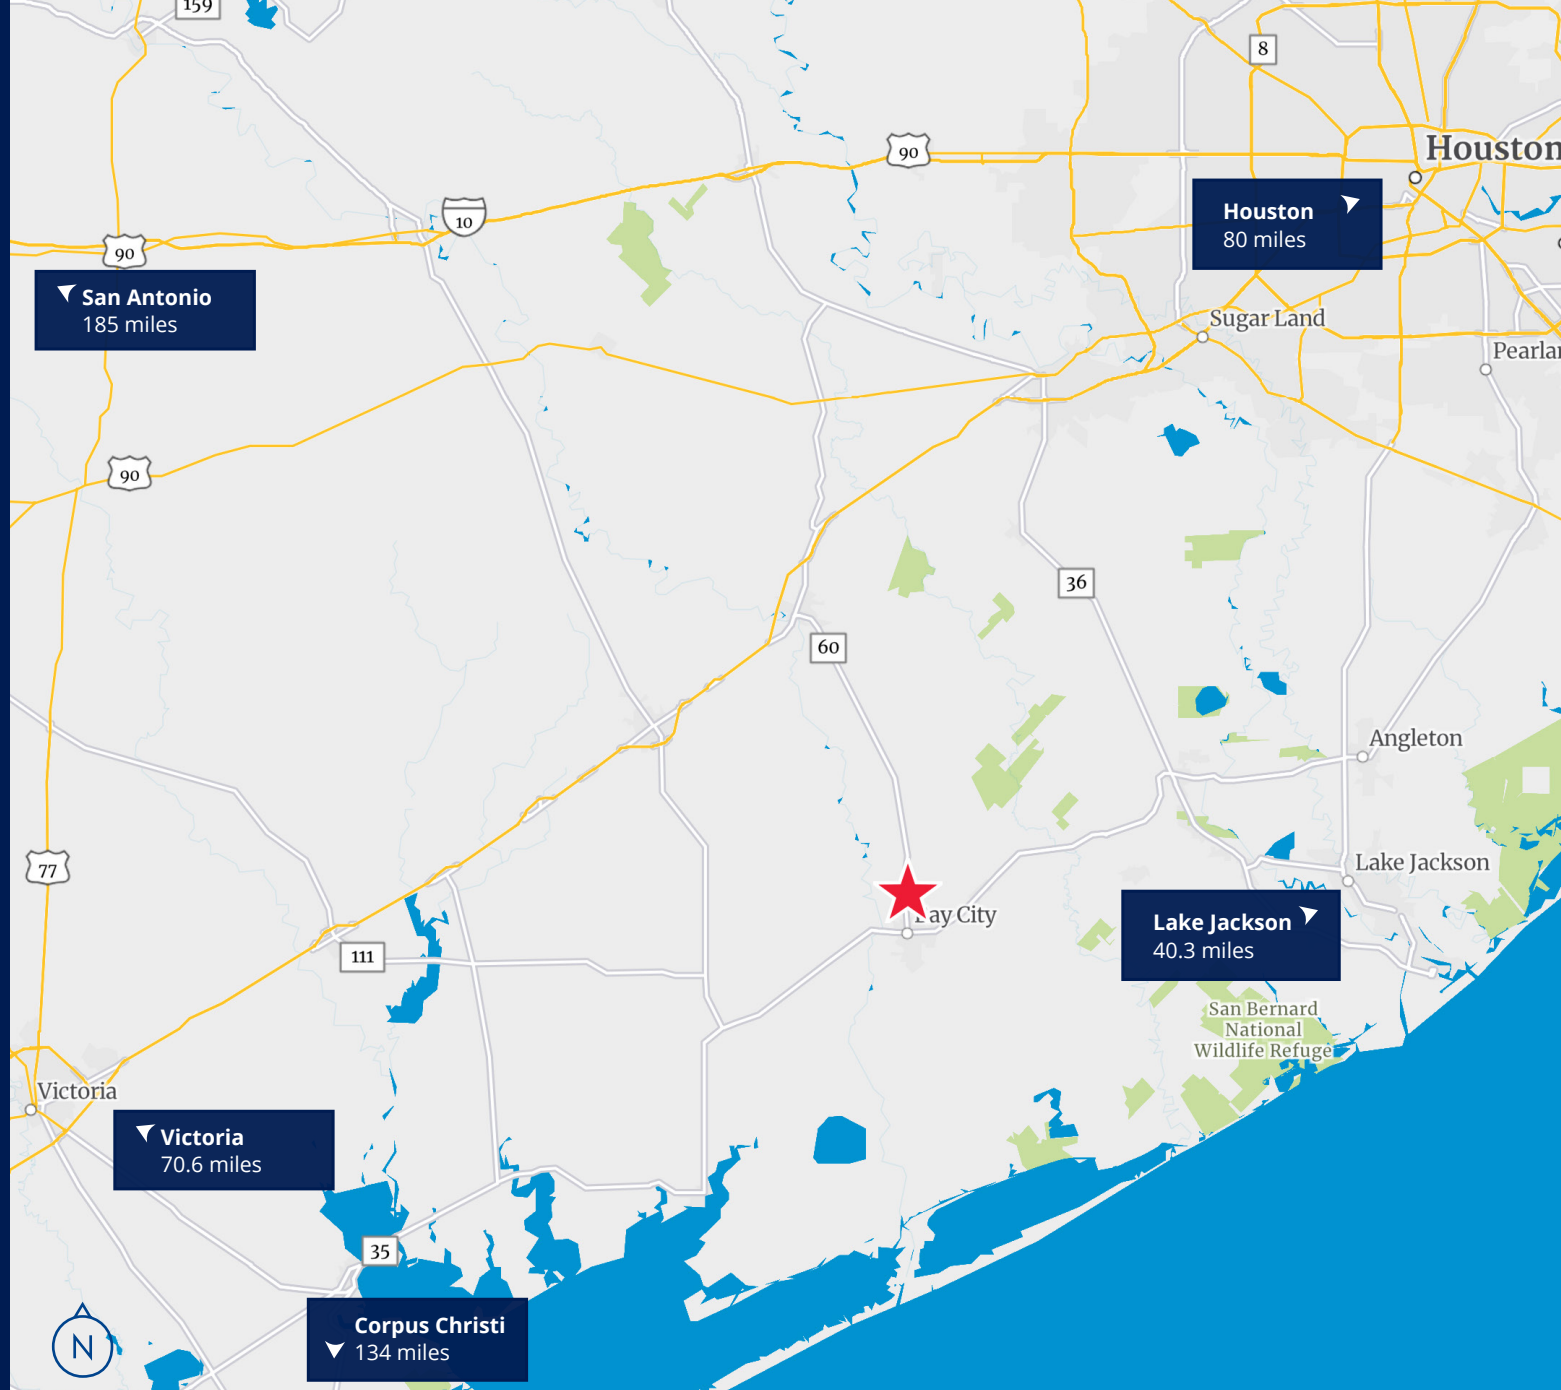 159
8
90
Houston
Houston
80 miles
10
90
San Antonio
185 miles
Sugar Land
90
36
60
Angleton
77
Lake Jackson
Lake Jackson
40.3 miles
111
San Bernard
National
Wildlife Refuge
Victoria
Victoria
70.6 miles
35
Corpus Christi
134 miles
N
City